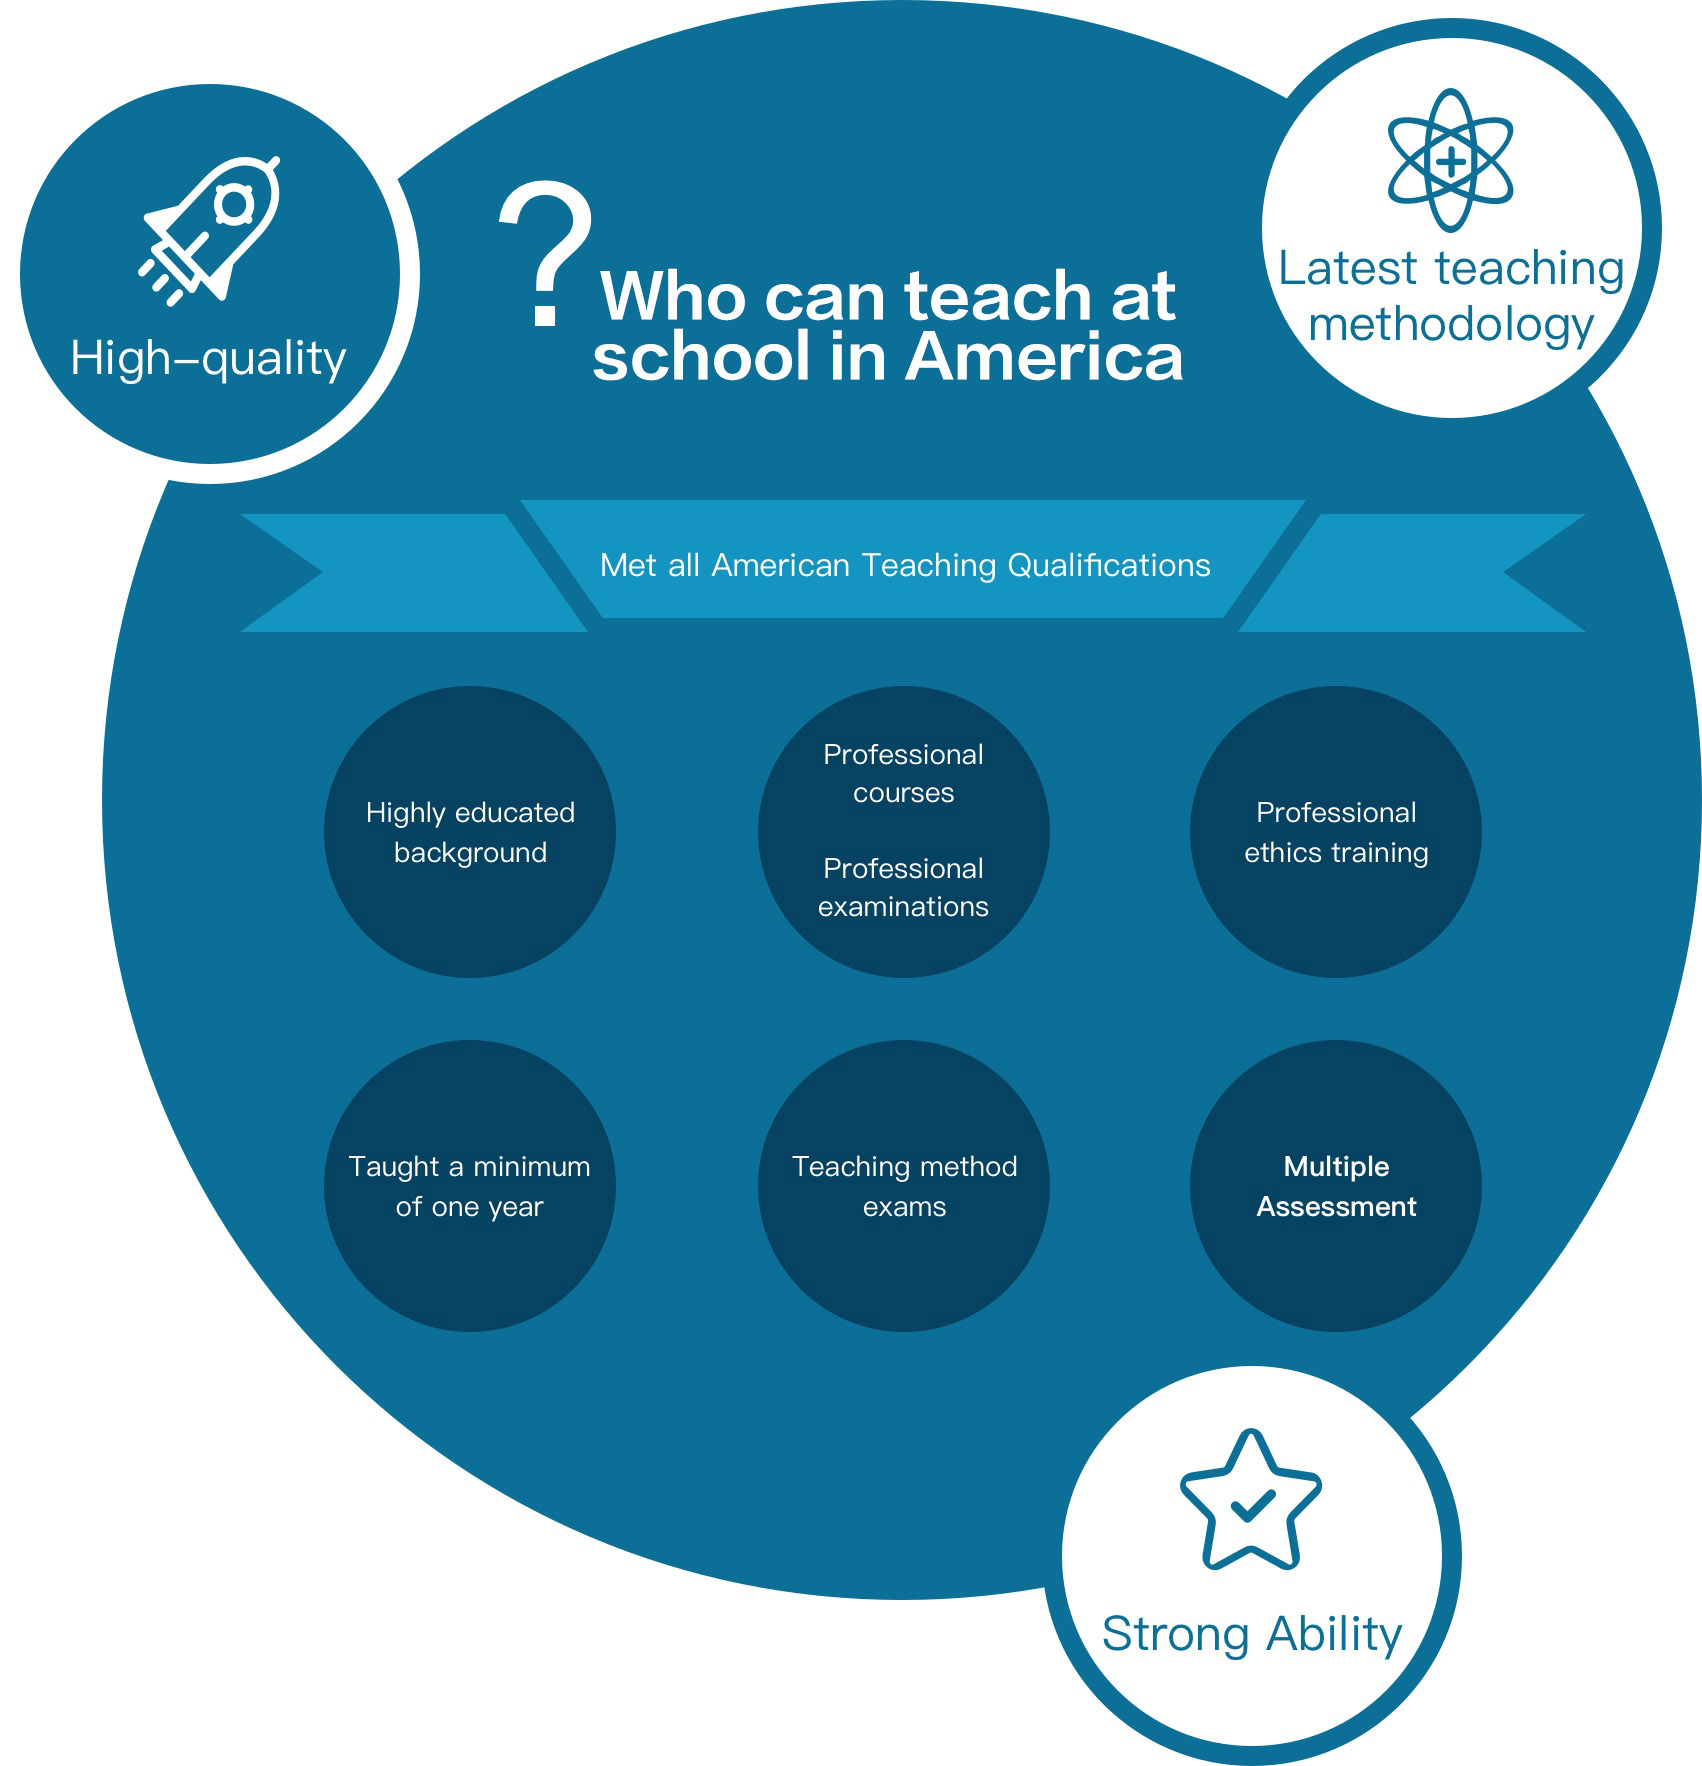 High–quality
?
Who can teach at
school in America
Latest teaching
methodology
Met all American Teaching Qualifications
Highly educated
background
Professional
courses
Professional
examinations
Professional
ethics training
Taught a minimum
of one year
Teaching method
exams
Multiple
Assessment
Strong Ability